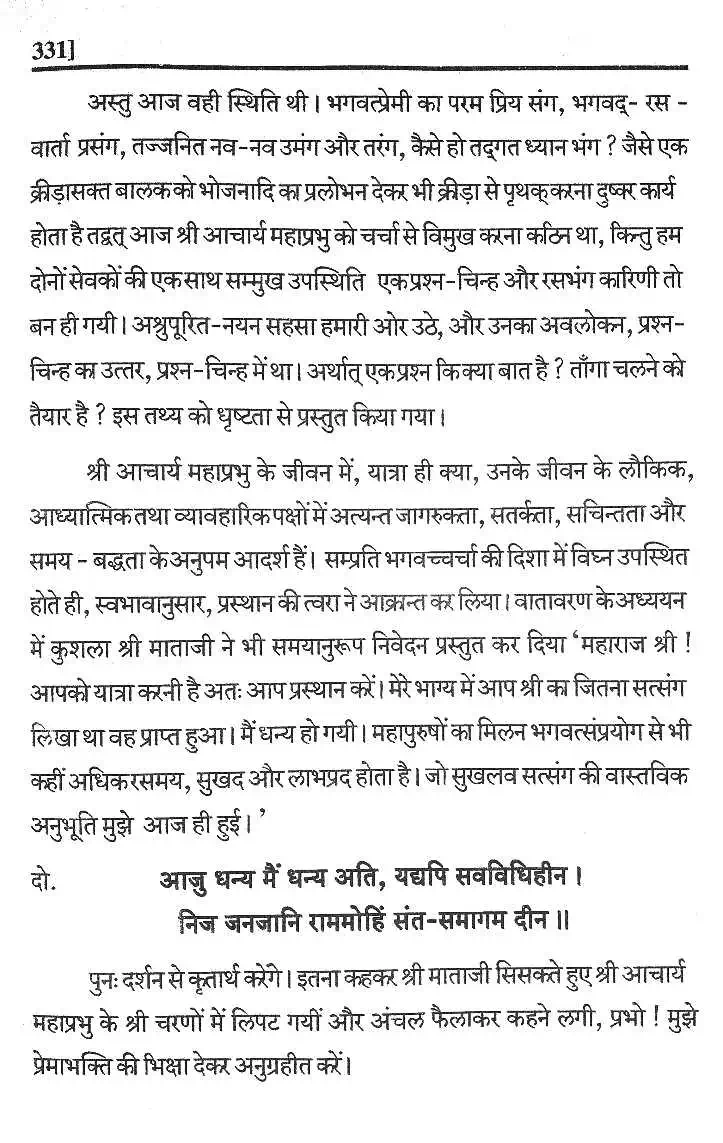 331]
अस्तु आज वही स्थिति थी। भगवत्प्रेमी का परम प्रिय संग, भगवद्- रस -
वार्ता प्रसंग, तज्जनित नव-नव उमंग और तरंग, कैसे हो तद्गत ध्यान भंग ? जैसे एक
क्रीड़ासक्त बालक को भोजनादि का प्रलोभन देकर भी क्रीड़ा से पृथक् करना दुष्कर कार्य
होता है तद्वत् आज श्री आचार्य महाप्रभु को चर्चा से विमुख करना कठिन था, किन्तु हम
दोनों सेवकों की एक साथ सम्मुख उपस्थिति एक प्रश्न-चिन्ह और रसभंग कारिणी तो
बन ही गयी। अश्रुपूरित-नयन सहसा हमारी ओर उठे, और उनका अवलोकन, प्रश्न-
चिन्ह का उत्तर, प्रश्न-चिन्ह में था। अर्थात् एक प्रश्न कि क्या बात है ? ताँगा चलने को
तैयार है ? इस तथ्य को धृष्टता से प्रस्तुत किया गया।
श्री आचार्य महाप्रभु के जीवन में, यात्रा ही क्या, उनके जीवन के लौकिक,
आध्यात्मिक तथा व्यावहारिक पक्षों में अत्यन्त जागरुकता, सतर्कता, सचिन्तता और
समय - बद्धता के अनुपम आदर्श हैं। सम्प्रति भगवच्चर्चा की दिशा में विघ्न उपस्थित
होते ही, स्वभावानुसार, प्रस्थान की त्वरा ने आक्रान्त कर लिया। वातावरण के अध्ययन
में कुशला श्री माताजी ने भी समयानुरूप निवेदन प्रस्तुत कर दिया ‘महाराज श्री !
आपको यात्रा करनी है अतः आप प्रस्थान करें। मेरे भाग्य में आप श्री का जितना सत्संग
लिखा था वह प्राप्त हुआ। मैं धन्य हो गयी। महापुरुषों का मिलन भगवत्संप्रयोग से भी
कहीं अधिक रसमय, सुखद और लाभप्रद होता है। जो सुखलव सत्संग की वास्तविक
अनुभूति मुझे आज ही हुई। ’
दो. आजु धन्य मैं धन्य अति, यद्यपि सवविधिहीन।
निज जनजानि राममोहिं संत-समागम दीन॥
पुनः दर्शन से कृतार्थ करेंगे। इतना कहकर श्री माताजी सिसकते हुए श्री आचार्य
महाप्रभु के श्री चरणों में लिपट गयीं और अंचल फैलाकर कहने लगी, प्रभो ! मुझे
प्रेमाभक्ति की भिक्षा देकर अनुग्रहीत करें।